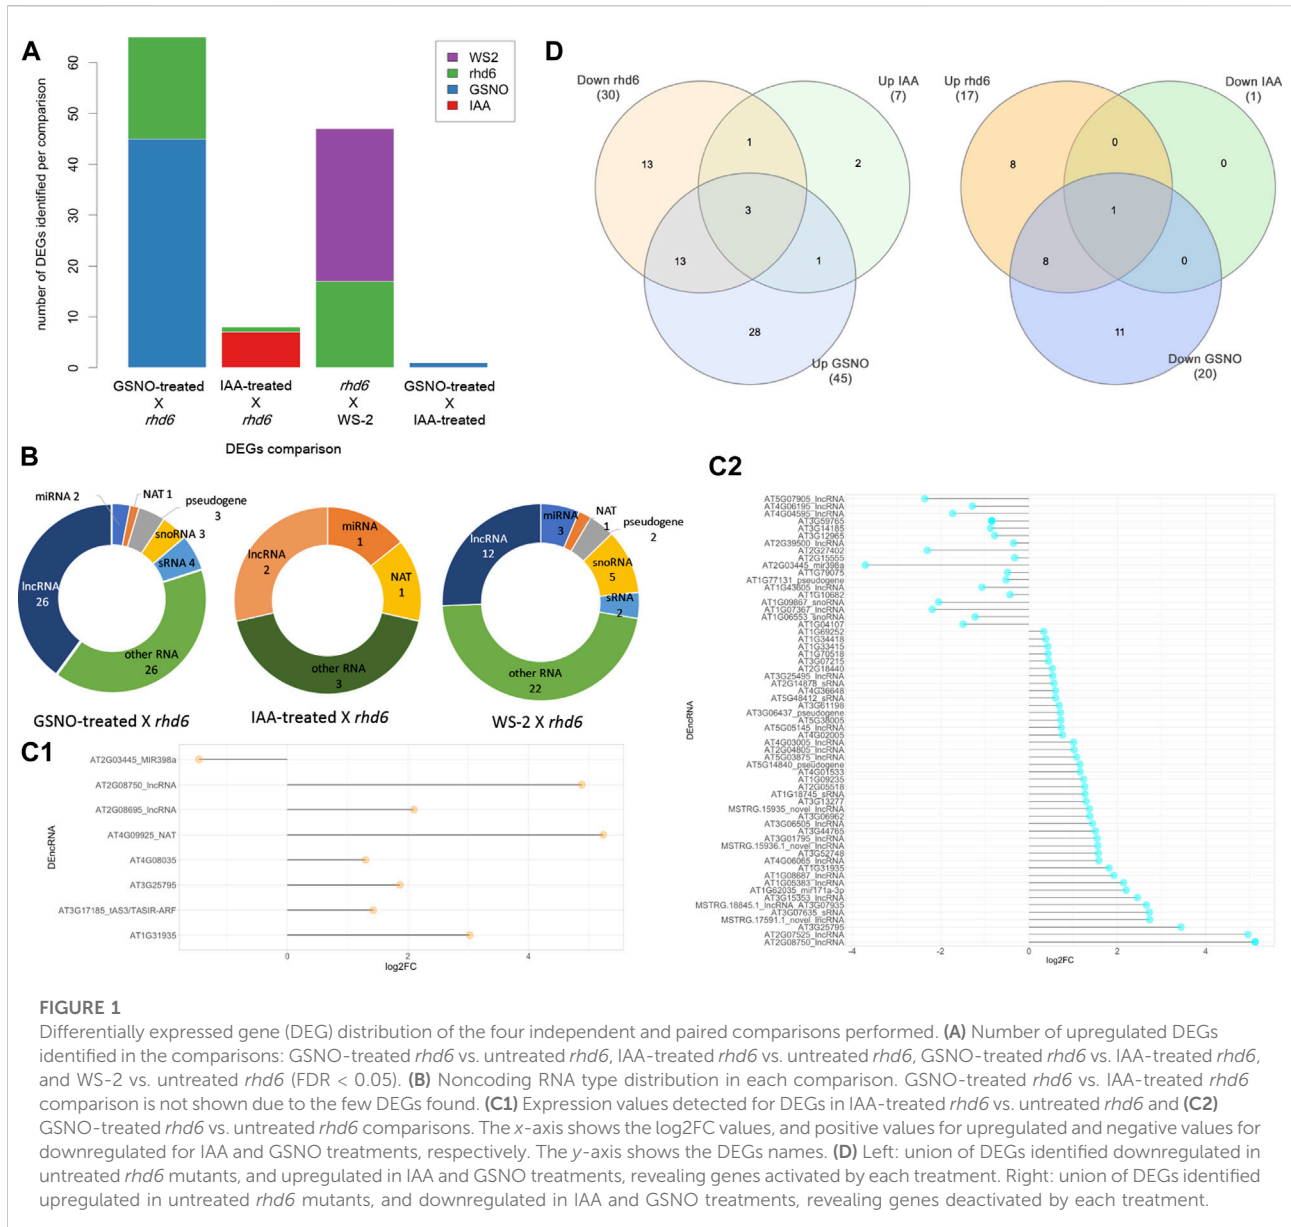 A
number of DEGs identified per comparison
60
50
40
30
20
10
0
WS2
rhd6
GSNO
IAA
GSNO-treated
X
rhd6
IAA-treated
X
rhd6
rhd6
X
WS-2
GSNO-treated
X
IAA-treated
DEGs comparison
D
Down rhd6
(30)
Up IAA
(7)
13
1
2
3
13
1
28
Up GSNO
(45)
Up rhd6
(17)
Down IAA
(1)
8
0
0
1
8
0
11
Down GSNO
(20)
B
miRNA 2
NAT 1
pseudogene
3
snoRNA 3
sRNA 4
lncRNA
26
other RNA
26
GSNO-treated X rhd6
miRNA
1
lncRNA
2
NAT
1
other RNA
3
IAA-treated X rhd6
miRNA
3
NAT
1
pseudogene
2
lncRNA
12
snoRNA
5
sRNA
2
other RNA
22
WS-2 X rhd6
C1
DEncRNA
AT2G03445_MIR398a
AT2G08750_lncRNA
AT2G08695_lncRNA
AT4G09925_NAT
AT4G08035
AT3G25795
AT3G17185_tAS3/TASIR-ARF
AT1G31935
0
2
4
log2FC
C2
DEncRNA
AT5G07905_lncRNA
AT4G06195_lncRNA
AT4G04595_lncRNA
AT3G59765
AT3G14185
AT3G12965
AT2G39500_lncRNA
AT2G27402
AT2G15555
AT2G03445_mir398a
AT1G79075
AT1G77131_pseudogene
AT1G43605_lncRNA
AT1G10682
AT1G09867_snoRNA
AT1G07367_lncRNA
AT1G06553_snoRNA
AT1G04107
AT1G69252
AT1G34418
AT1G33415
AT1G70518
AT3G07215
AT2G18440
AT3G25495_lncRNA
AT2G14878_sRNA
AT4G36648
AT5G48412_sRNA
AT3G61198
AT3G06437_pseudogene
AT5G38005
AT5G05145_lncRNA
AT4G02005
AT4G03005_lncRNA
AT2G04805_lncRNA
AT5G03875_lncRNA
AT5G14840_pseudogene
AT4G01533
AT1G09235
AT2G05518
AT1G18745_sRNA
AT3G13277
MSTRG.15935_novel_lncRNA
AT3G06962
AT3G06505_lncRNA
AT3G44765
AT3G01795_lncRNA
MSTRG.15936.1_novel_lncRNA
AT3G52748
AT4G06065_lncRNA
AT1G31935
AT1G08687_lncRNA
AT1G05383_lncRNA
AT1G62035_mir171a-3p
AT3G15353_lncRNA
MSTRG.18845.1_lncRNA_AT3G07935
AT3G07635_sRNA
MSTRG.17591.1_novel_lncRNA
AT3G25795
AT2G07525_lncRNA
AT2G08750_lncRNA
-4
-2
0
2
4
log2FC
FIGURE 1
Differentially expressed gene (DEG) distribution of the four independent and paired comparisons performed. (A) Number of upregulated DEGs
identified in the comparisons: GSNO-treated rhd6 vs. untreated rhd6, IAA-treated rhd6 vs. untreated rhd6, GSNO-treated rhd6 vs. IAA-treated rhd6,
and WS-2 vs. untreated rhd6 (FDR < 0.05). (B) Noncoding RNA type distribution in each comparison. GSNO-treated rhd6 vs. IAA-treated rhd6
comparison is not shown due to the few DEGs found. (C1) Expression values detected for DEGs in IAA-treated rhd6 vs. untreated rhd6 and (C2)
GSNO-treated rhd6 vs. untreated rhd6 comparisons. The x-axis shows the log2FC values, and positive values for upregulated and negative values for
downregulated for IAA and GSNO treatments, respectively. The y-axis shows the DEGs names. (D) Left: union of DEGs identified downregulated in
untreated rhd6 mutants, and upregulated in IAA and GSNO treatments, revealing genes activated by each treatment. Right: union of DEGs identified
upregulated in untreated rhd6 mutants, and downregulated in IAA and GSNO treatments, revealing genes deactivated by each treatment.